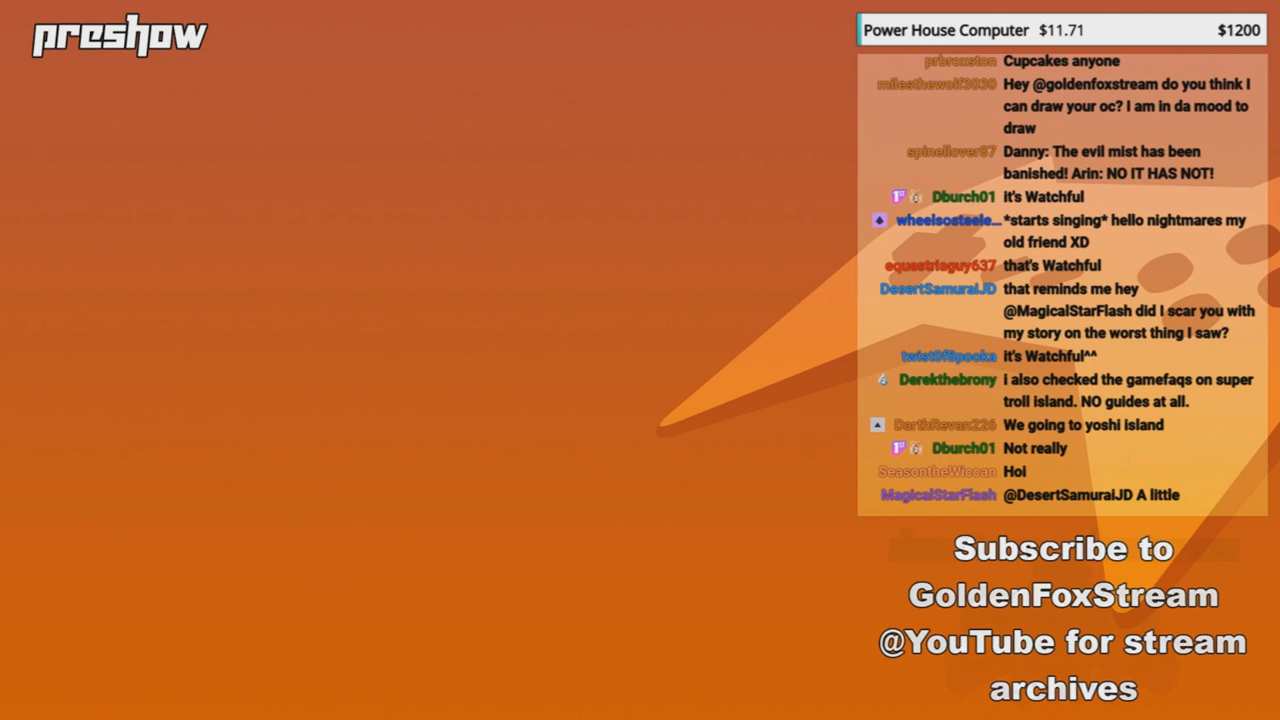 preshow
Power House Computer $11.71 $1200
prbroxston Cupcakes anyone
milesthewolf3030 Hey @goldenfoxstream do you think I
can draw your oc? I am in da mood to
draw
spinellover87 Danny: The evil mist has been
banished! Arin: NO IT HAS NOT!
Dburch01 it's Watchful
wheelsosteele... *starts singing* hello nightmares my
old friend XD
equestriaguy637 that's Watchful
DesertSamuraiJD that reminds me hey
@MagicalStarFlash did I scar you with
my story on the worst thing I saw?
twist0fSpooks it's Watchful^^
Derekthebrony i also checked the gamefaqs on super
troll island. NO guides at all.
DarthRevan226 We going to yoshi island
Dburch01 Not really
SeasontheWiccan Hoi
MagicalStarFlash @DesertSamuraiJD A little
Subscribe to
GoldenFoxStream
@YouTube for stream
archives